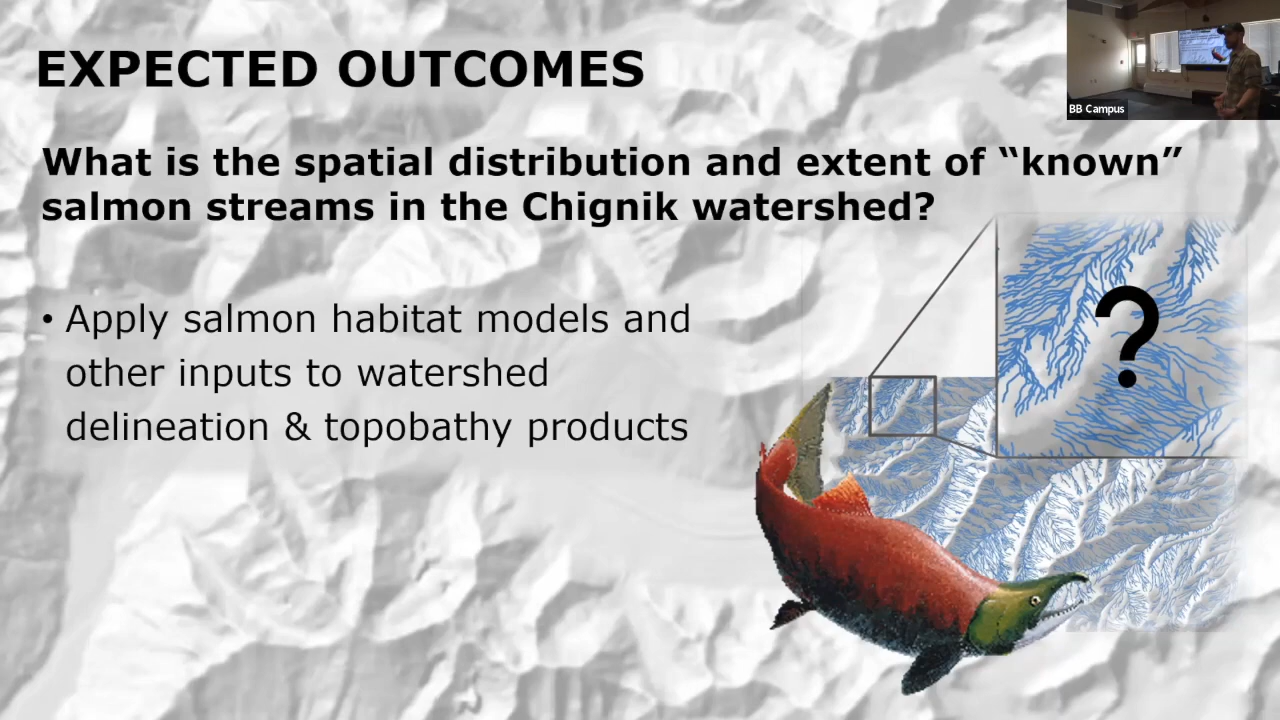 EXPECTED OUTCOMES
BB Campus
What is the spatial distribution and extent of “known”
salmon streams in the Chignik watershed?
• Apply salmon habitat models and
other inputs to watershed
delineation & topobathy products
?